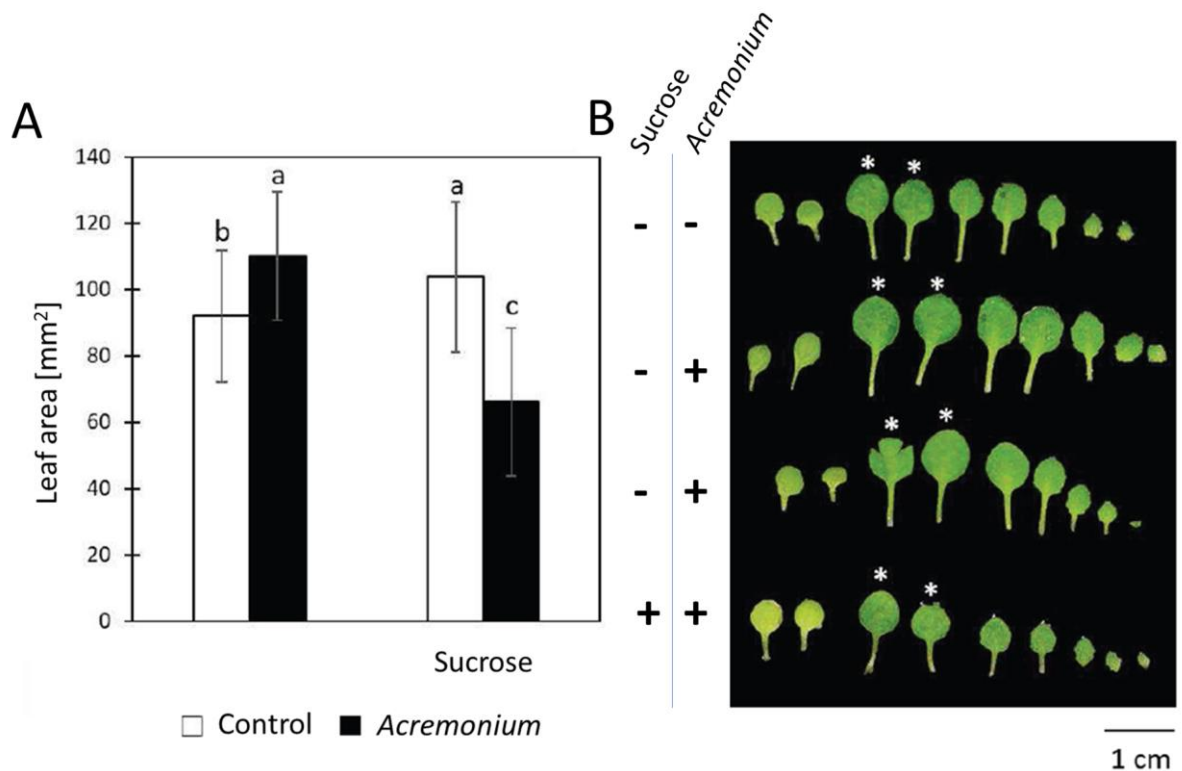 A
B
Sucrose
Acremonium
140
120
100
80
60
40
20
0
Leaf area [mm²]
b
a
a
c
Sucrose
Control
Acremonium
* *
- -
* *
- +
* *
- +
* *
+ +
1 cm